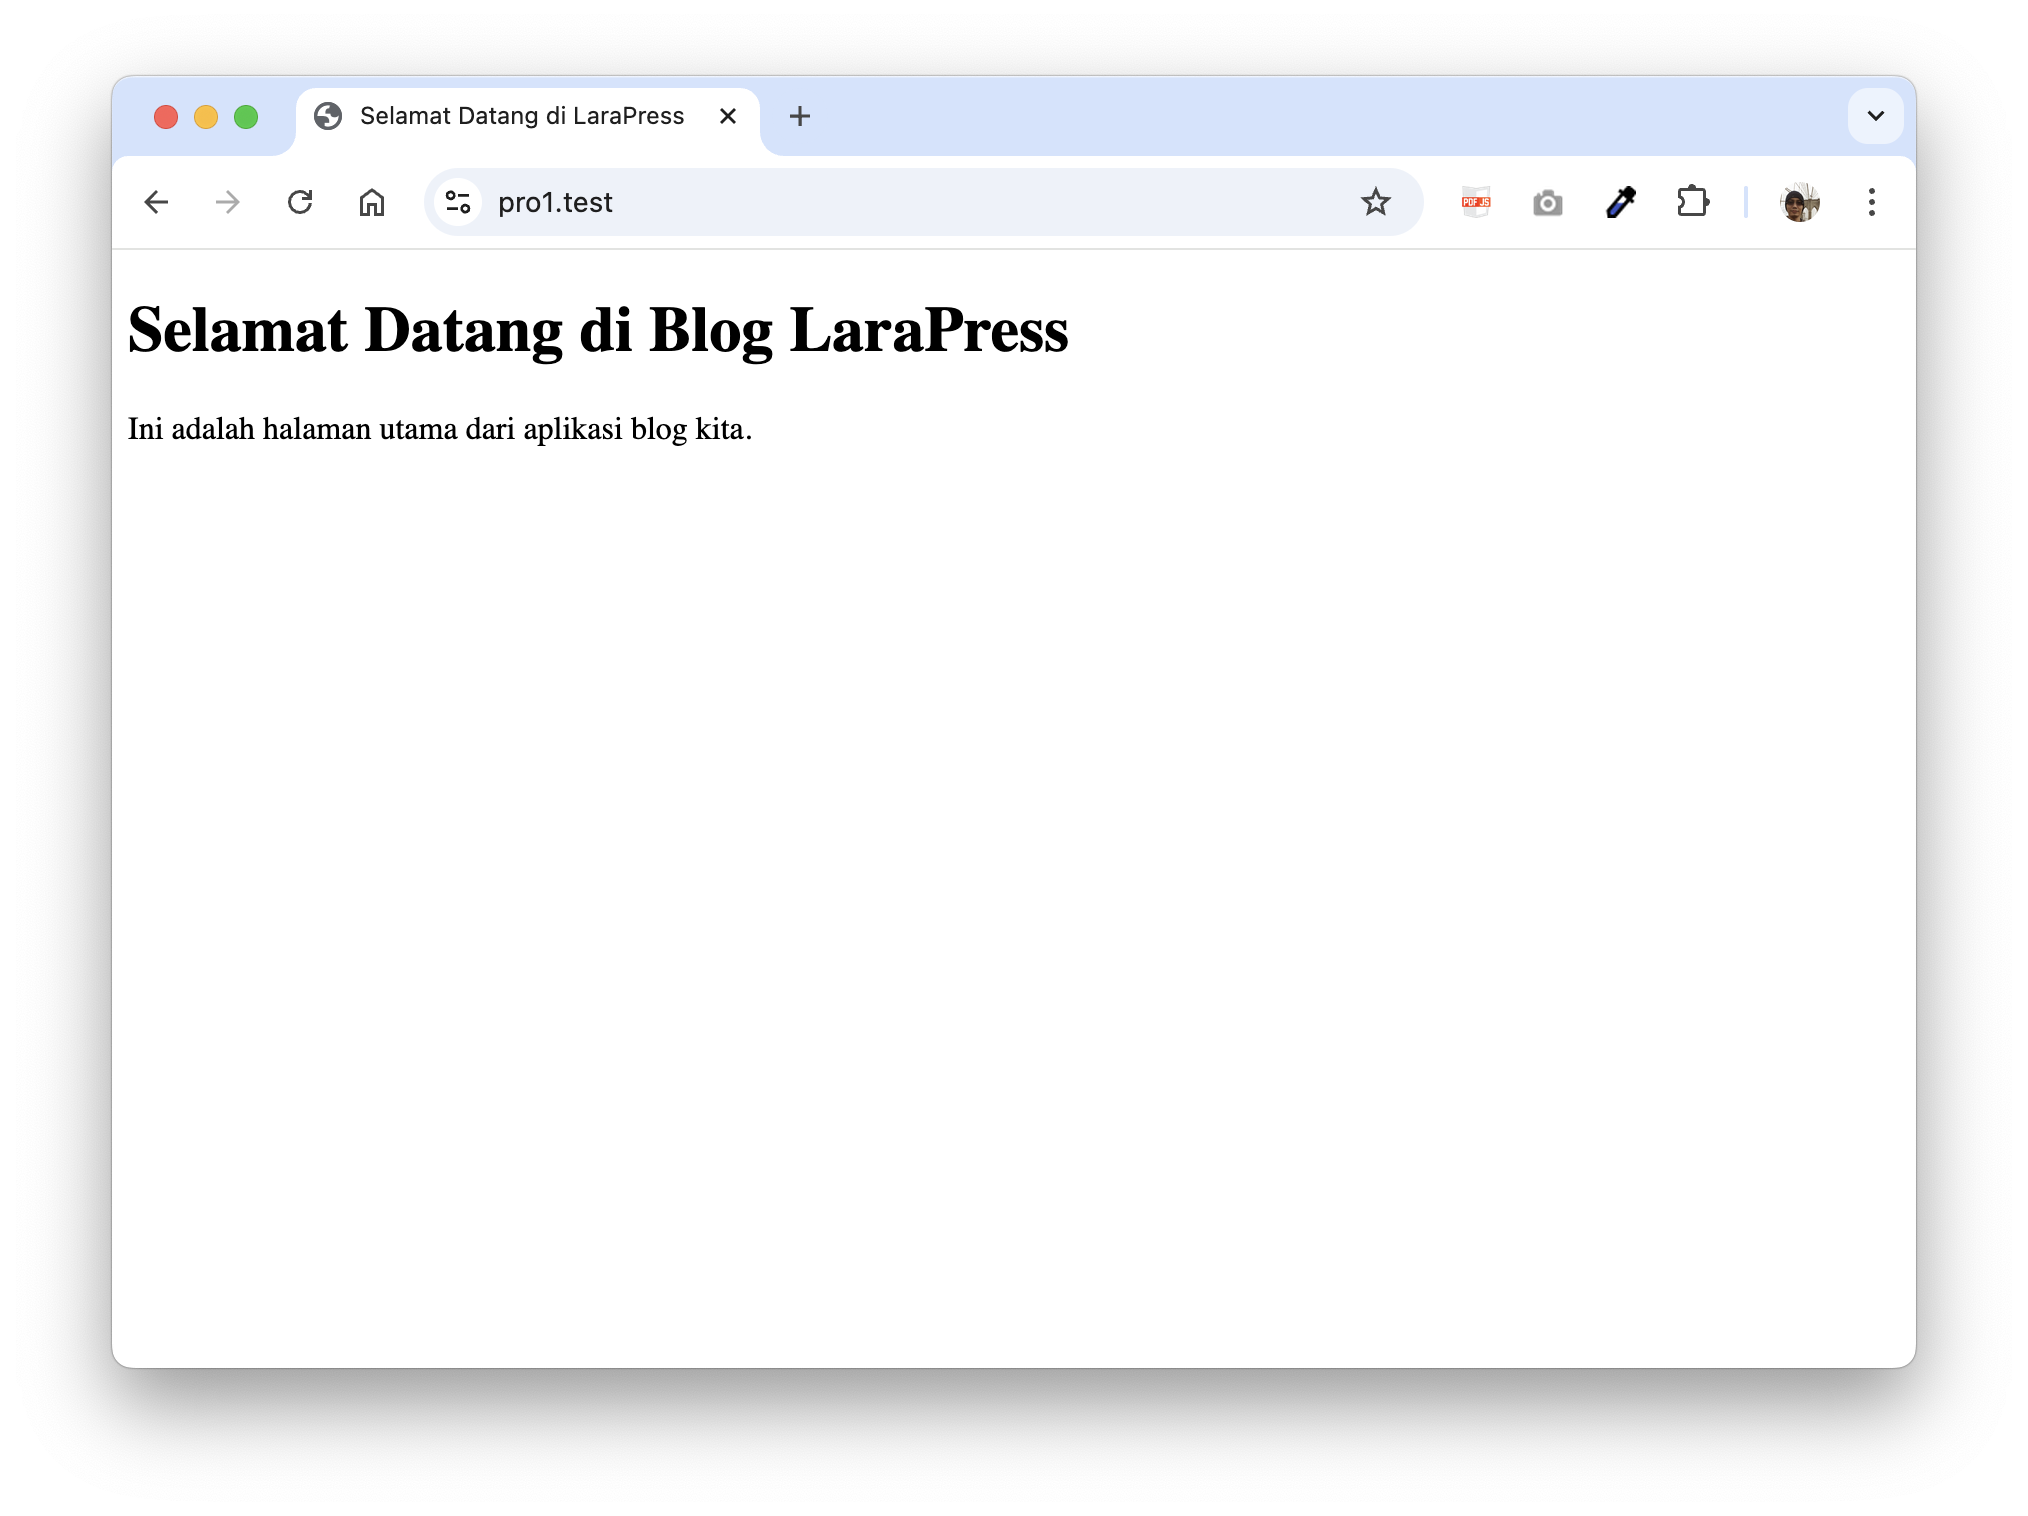 Selamat Datang di LaraPress
pro1.test
PDF JS
Selamat Datang di Blog LaraPress
Ini adalah halaman utama dari aplikasi blog kita.